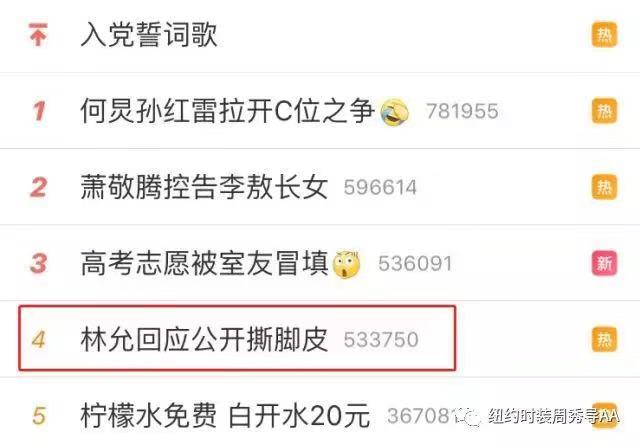 入党誓词歌 热
1 何炅孙红雷拉开C位之争 781955 热
2 萧敬腾控告李敖长女 596614 热
3 高考志愿被室友冒填 536091 新
4 林允回应公开撕脚皮 533750 热
5 柠檬水免费 白开水20元 36708
纽约时装周秀导AA